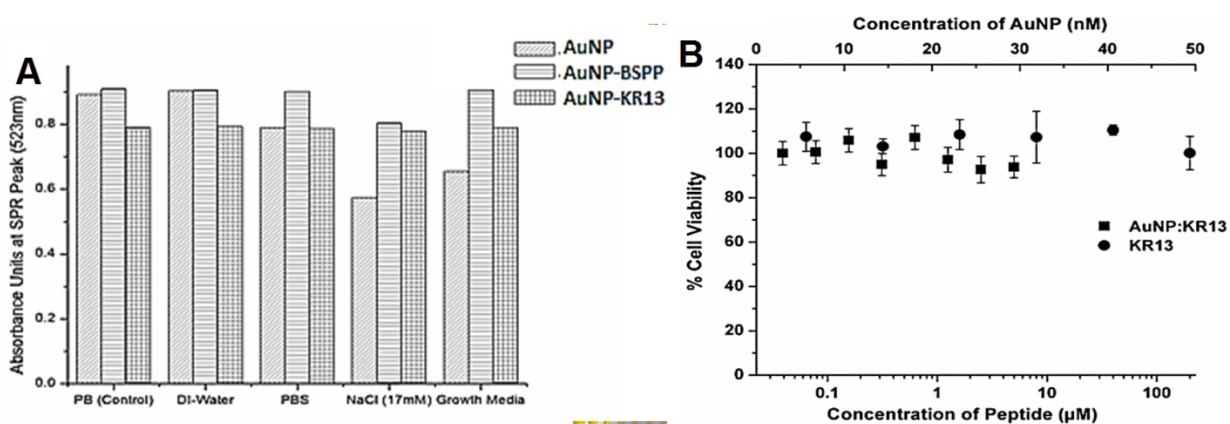 A
Absorbance Units at SPR Peak (523nm)
0.8
0.6
0.4
0.2
0.0
PB (Control) DI-Water PBS NaCl (17mM) Growth Media
AuNP
AuNP-BSPP
AuNP-KR13
B
Concentration of AuNP (nM)
0 10 20 30 40 50
% Cell Viability
140
120
100
80
60
40
20
0
AuNP:KR13
KR13
0.1 1 10 100
Concentration of Peptide (µM)